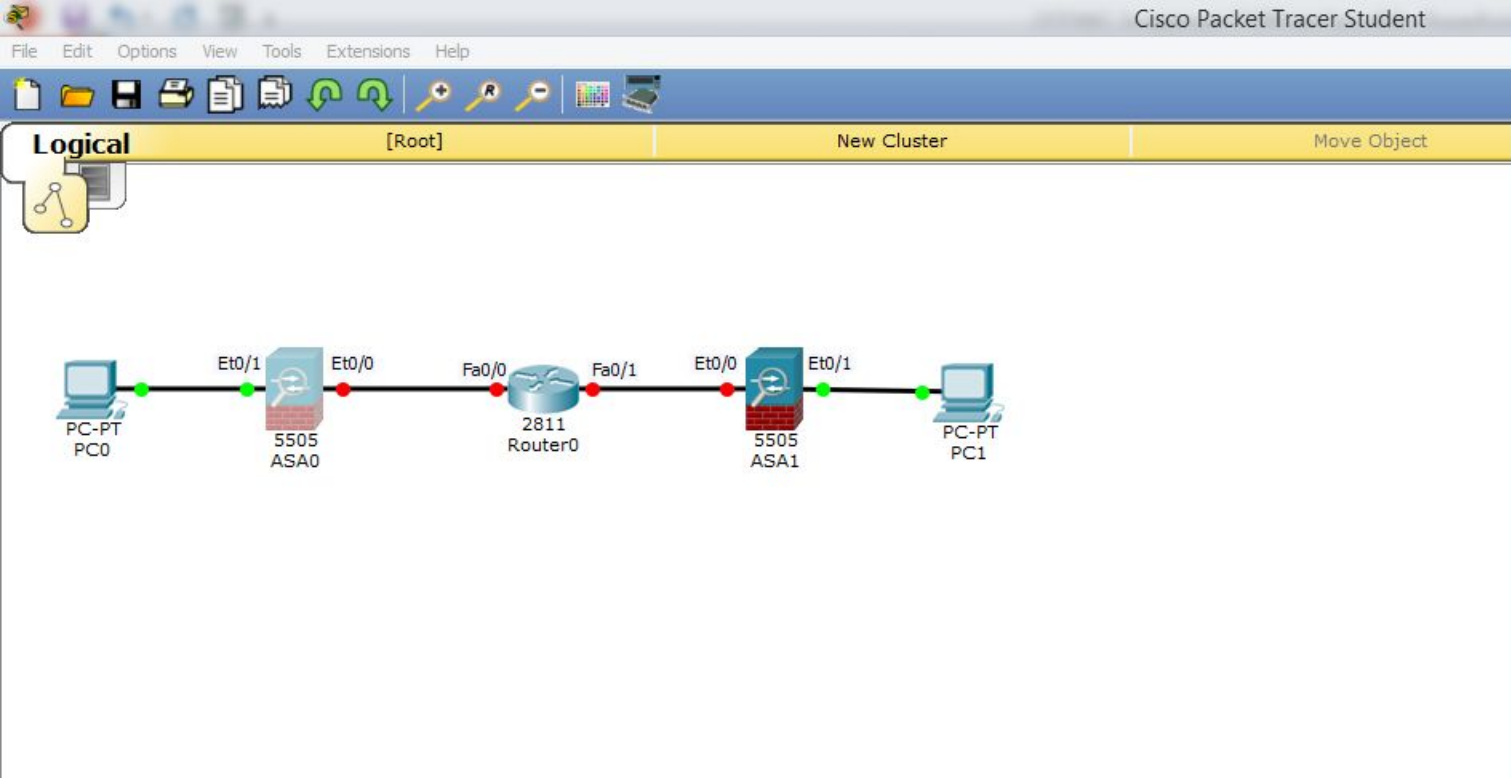 Cisco Packet Tracer Student
File Edit Options View Tools Extensions Help
R
Logical [Root] New Cluster Move Object
Et0/1 Et0/0 Fa0/0 Fa0/1 Et0/0 Et0/1
PC-PT
PC0
5505
ASA0
2811
Router0
5505
ASA1
PC-PT
PC1